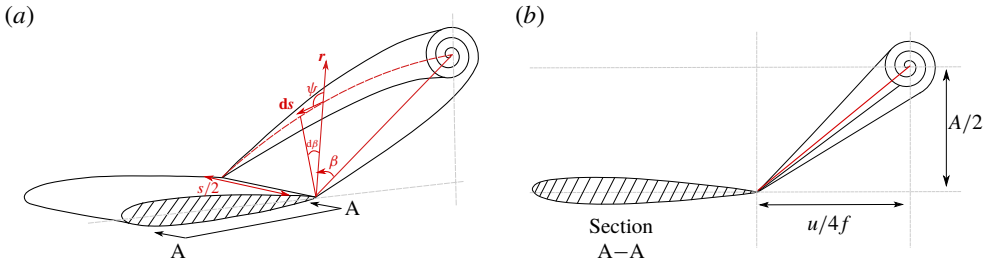 (a)
r
ds
ψ
dβ
β
s/2
A
A
(b)
A/2
u/4f
Section
A–A